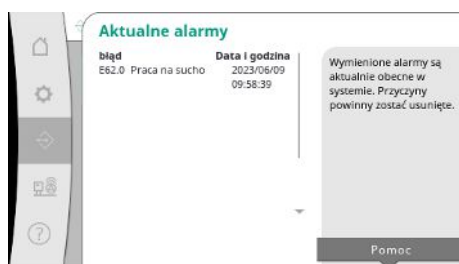 Aktualne alarmy
błąd Data i godzina
E62.0 Praca na sucho 2023/06/09
09:58:39
Wymienione alarmy są
aktualnie obecne w
systemie. Przyczyny
powinny zostać usunięte.
Pomoc